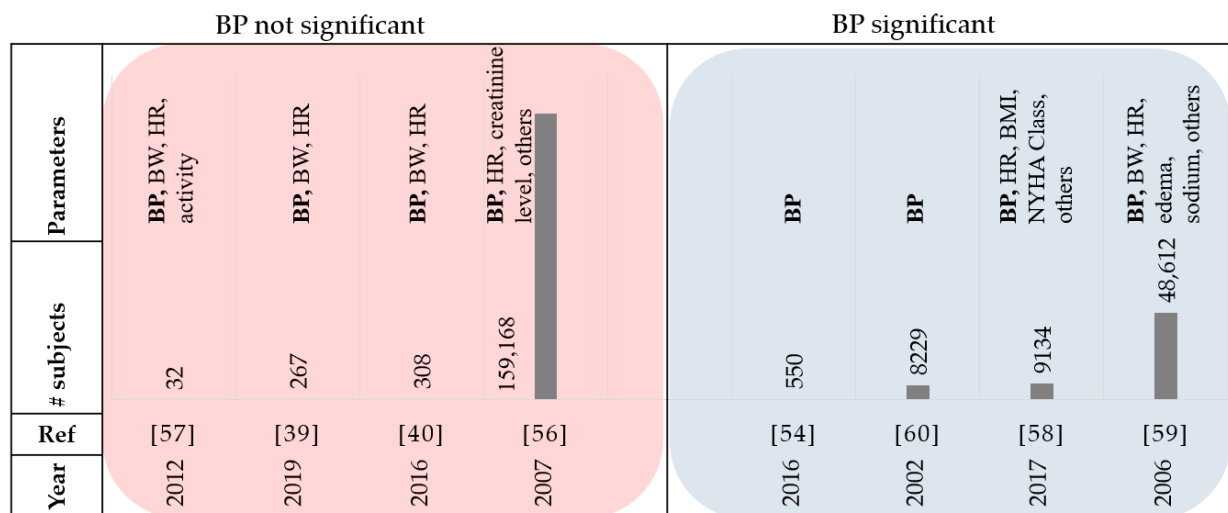 BP not significant
BP significant
Parameters
BP, BW, HR,
activity
BP, BW, HR
BP, BW, HR
BP, HR, creatinine
level, others
BP
BP
BP, HR, BMI,
NYHA Class,
others
BP, BW, HR,
edema,
sodium, others
# subjects
32
267
308
159,168
550
8229
9134
48,612
Ref
[57]
[39]
[40]
[56]
[54]
[60]
[58]
[59]
Year
2012
2019
2016
2007
2016
2002
2017
2006